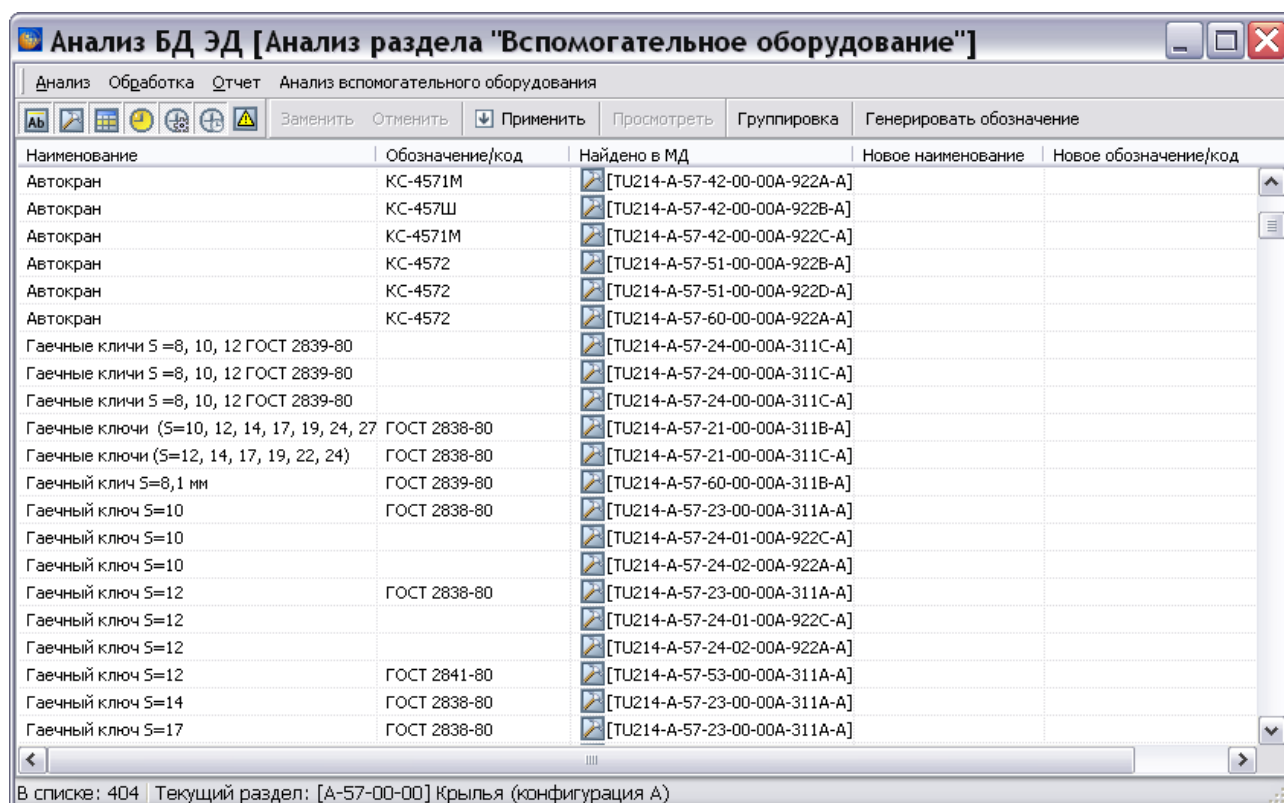 Анализ БД ЭД [Анализ раздела "Вспомогательное оборудование"]
Анализ Обработка Отчет Анализ вспомогательного оборудования
Ab Заменить Отменить Применить Просмотреть Группировка Генерировать обозначение
Наименование Обозначение/код Найдено в МД Новое наименование Новое обозначение/код
Автокран КС-4571М [TU214-A-57-42-00-00A-922A-A]
Автокран КС-457Ш [TU214-A-57-42-00-00A-922B-A]
Автокран КС-4571М [TU214-A-57-42-00-00A-922C-A]
Автокран КС-4572 [TU214-A-57-51-00-00A-922B-A]
Автокран КС-4572 [TU214-A-57-51-00-00A-922D-A]
Автокран КС-4572 [TU214-A-57-60-00-00A-922A-A]
Гаечные кличи S =8, 10, 12 ГОСТ 2839-80 [TU214-A-57-24-00-00A-311C-A]
Гаечные кличи S =8, 10, 12 ГОСТ 2839-80 [TU214-A-57-24-00-00A-311C-A]
Гаечные кличи S =8, 10, 12 ГОСТ 2839-80 [TU214-A-57-24-00-00A-311C-A]
Гаечные ключи (S=10, 12, 14, 17, 19, 24, 27 ГОСТ 2838-80 [TU214-A-57-21-00-00A-311B-A]
Гаечные ключи (S=12, 14, 17, 19, 22, 24) ГОСТ 2838-80 [TU214-A-57-21-00-00A-311C-A]
Гаечный клич S=8,1 мм ГОСТ 2839-80 [TU214-A-57-60-00-00A-311B-A]
Гаечный ключ S=10 ГОСТ 2838-80 [TU214-A-57-23-00-00A-311A-A]
Гаечный ключ S=10 [TU214-A-57-24-01-00A-922C-A]
Гаечный ключ S=10 [TU214-A-57-24-02-00A-922A-A]
Гаечный ключ S=12 ГОСТ 2838-80 [TU214-A-57-23-00-00A-311A-A]
Гаечный ключ S=12 [TU214-A-57-24-01-00A-922C-A]
Гаечный ключ S=12 [TU214-A-57-24-02-00A-922A-A]
Гаечный ключ S=12 ГОСТ 2841-80 [TU214-A-57-53-00-00A-311A-A]
Гаечный ключ S=14 ГОСТ 2838-80 [TU214-A-57-23-00-00A-311A-A]
Гаечный ключ S=17 ГОСТ 2838-80 [TU214-A-57-23-00-00A-311A-A]
В списке: 404 Текущий раздел: [A-57-00-00] Крылья (конфигурация А)